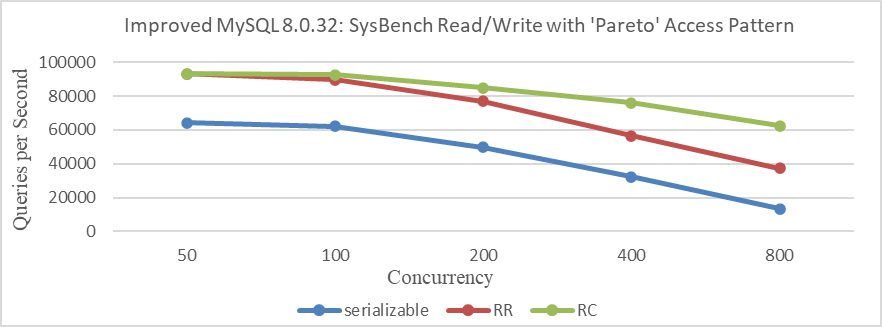 Improved MySQL 8.0.32: SysBench Read/Write with 'Pareto' Access Pattern
Queries per Second
100000
80000
60000
40000
20000
0
50 100 200 400 800
Concurrency
serializable RR RC